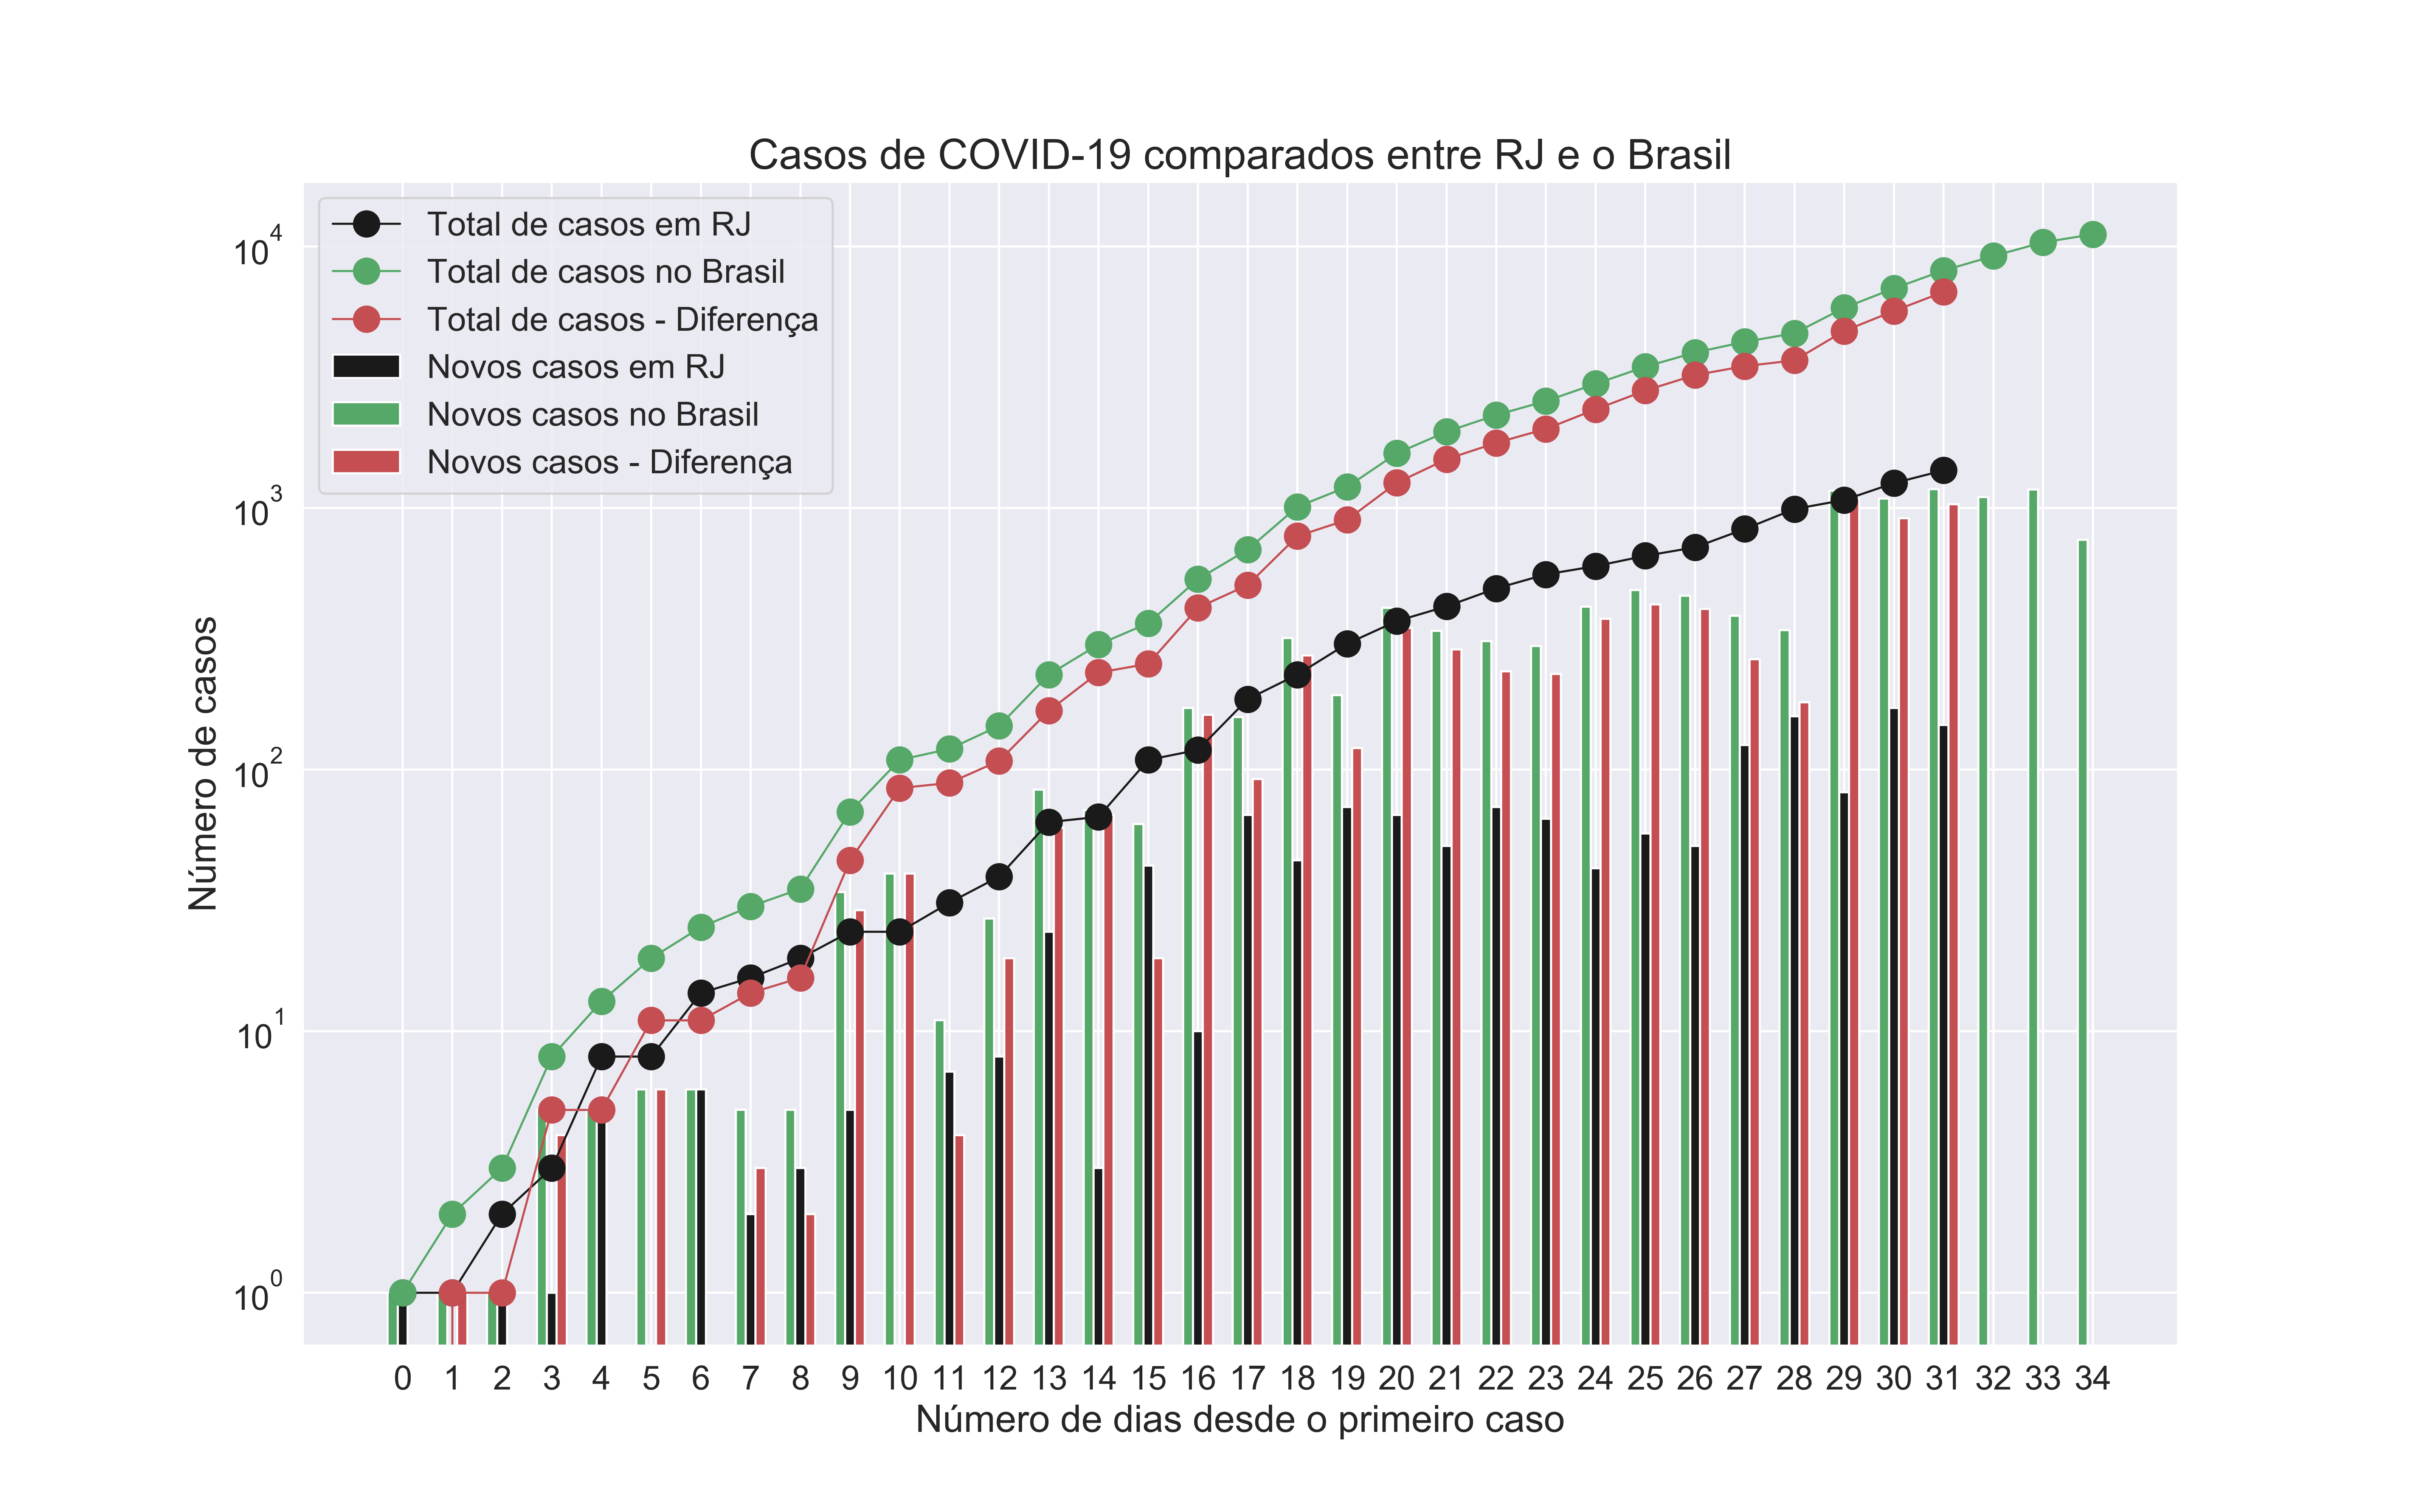 Casos de COVID-19 comparados entre RJ e o Brasil
Total de casos em RJ
Total de casos no Brasil
Total de casos - Diferença
Novos casos em RJ
Novos casos no Brasil
Novos casos - Diferença
Número de casos
10^4
10^3
10^2
10^1
10^0
0 1 2 3 4 5 6 7 8 9 10 11 12 13 14 15 16 17 18 19 20 21 22 23 24 25 26 27 28 29 30 31 32 33 34
Número de dias desde o primeiro caso